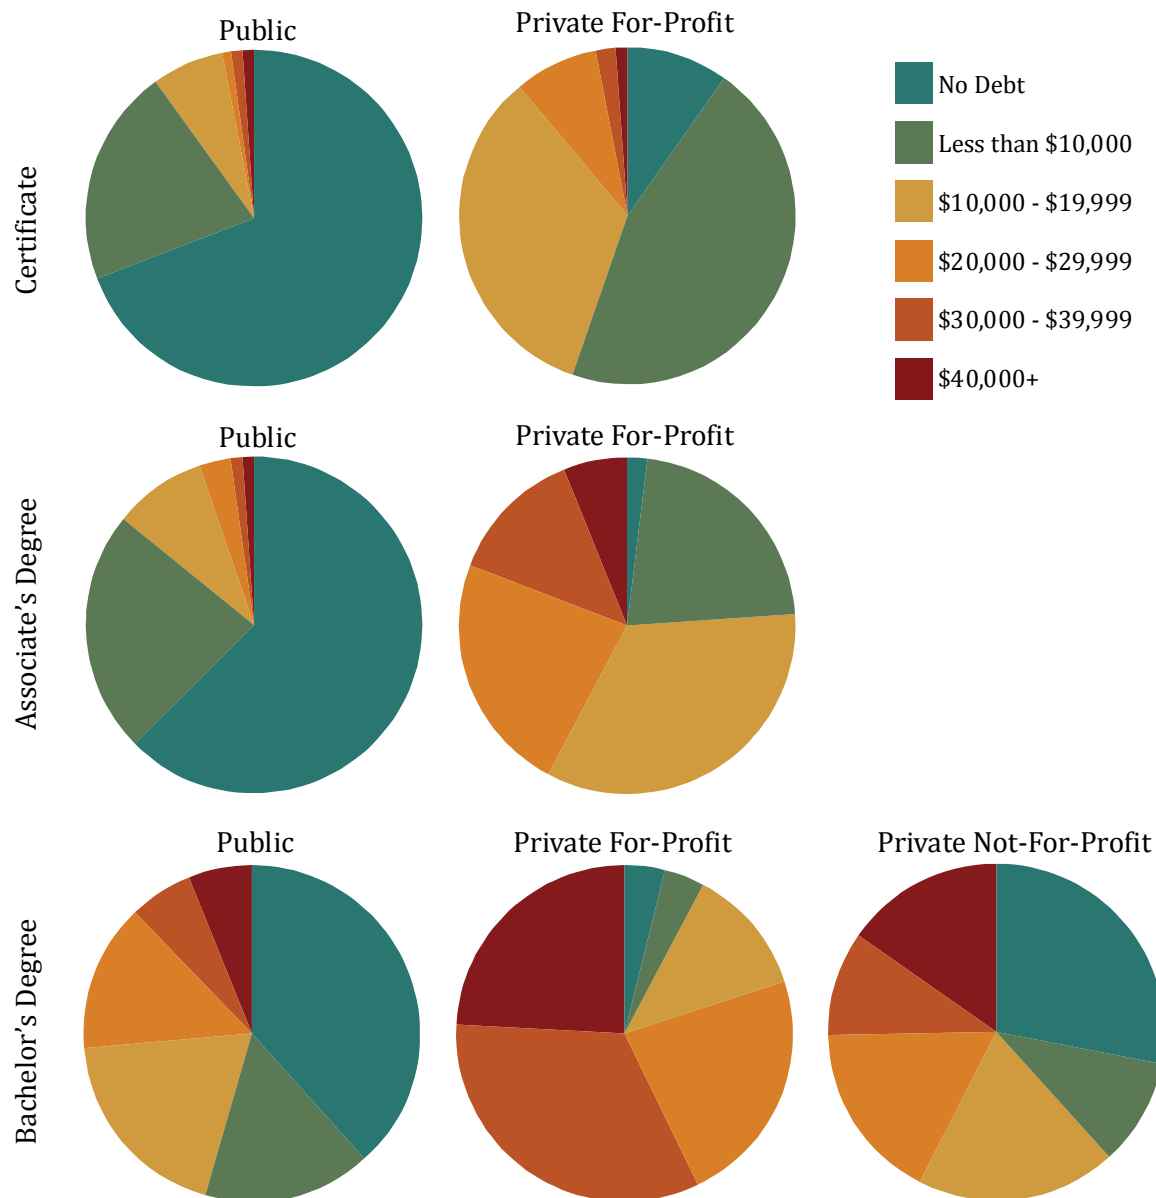 Public
Private For-Profit
Certificate
No Debt
Less than $10,000
$10,000 - $19,999
$20,000 - $29,999
$30,000 - $39,999
$40,000+
Public
Private For-Profit
Associate’s Degree
Public
Private For-Profit
Private Not-For-Profit
Bachelor’s Degree